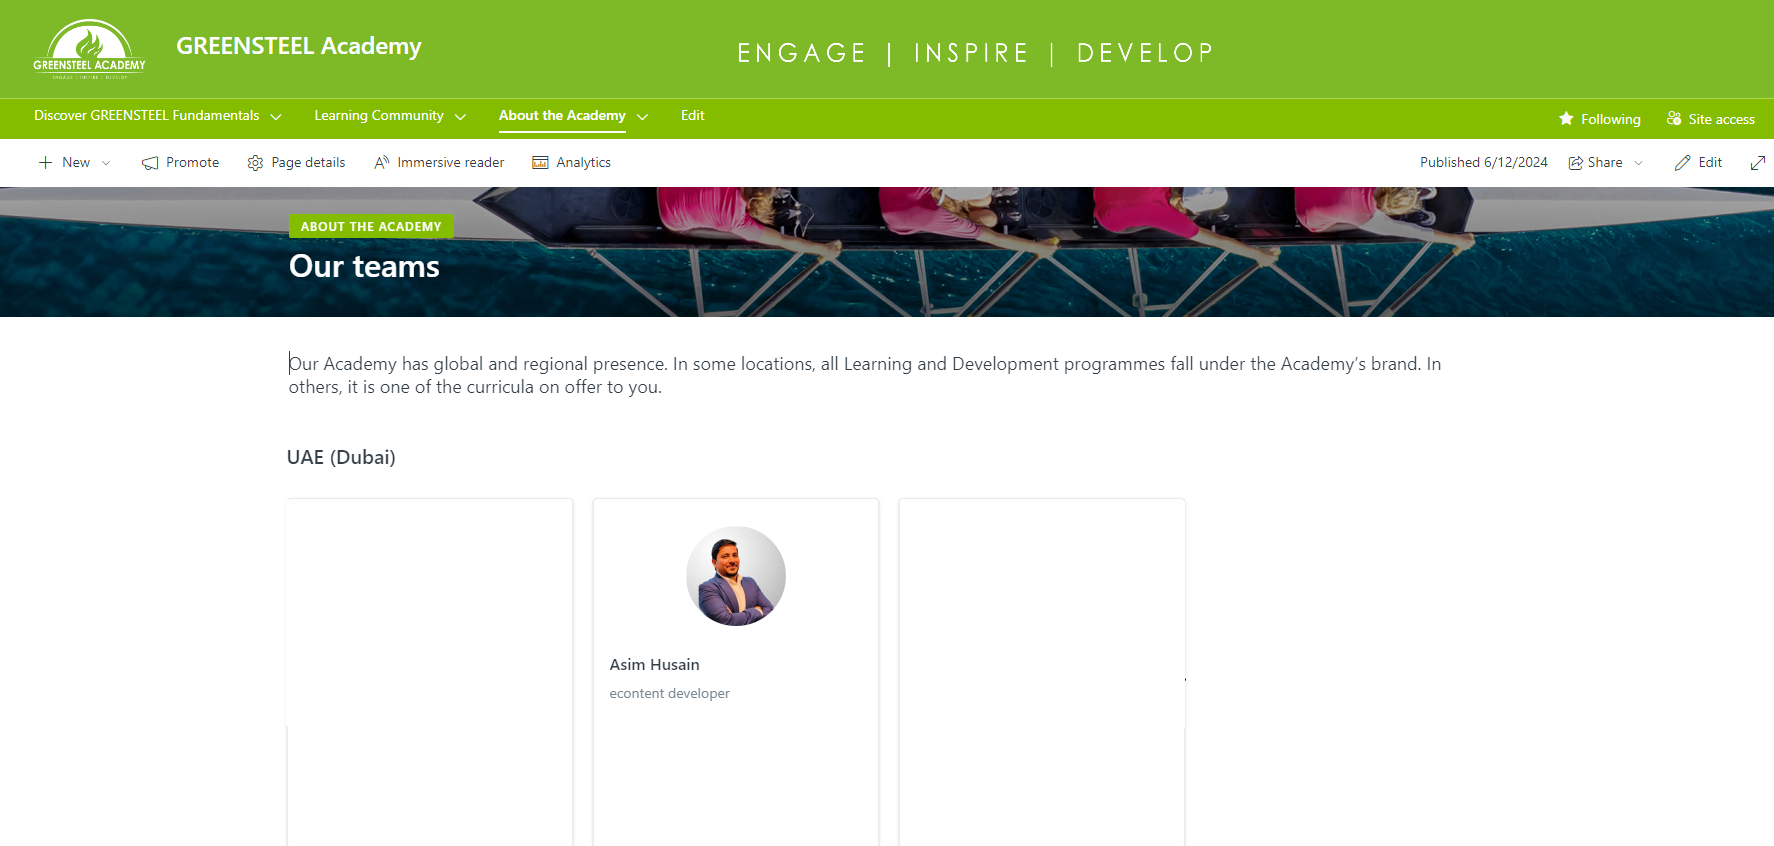 GREENSTEEL ACADEMY
ENGAGE | INSPIRE | DEVELOP
GREENSTEEL Academy
ENGAGE | INSPIRE | DEVELOP
Discover GREENSTEEL Fundamentals
Learning Community
About the Academy
Edit
Following
Site access
New
Promote
Page details
Immersive reader
Analytics
Published 6/12/2024
Share
Edit
ABOUT THE ACADEMY
Our teams
Our Academy has global and regional presence. In some locations, all Learning and Development programmes fall under the Academy’s brand. In
others, it is one of the curricula on offer to you.
UAE (Dubai)
Asim Husain
econtent developer